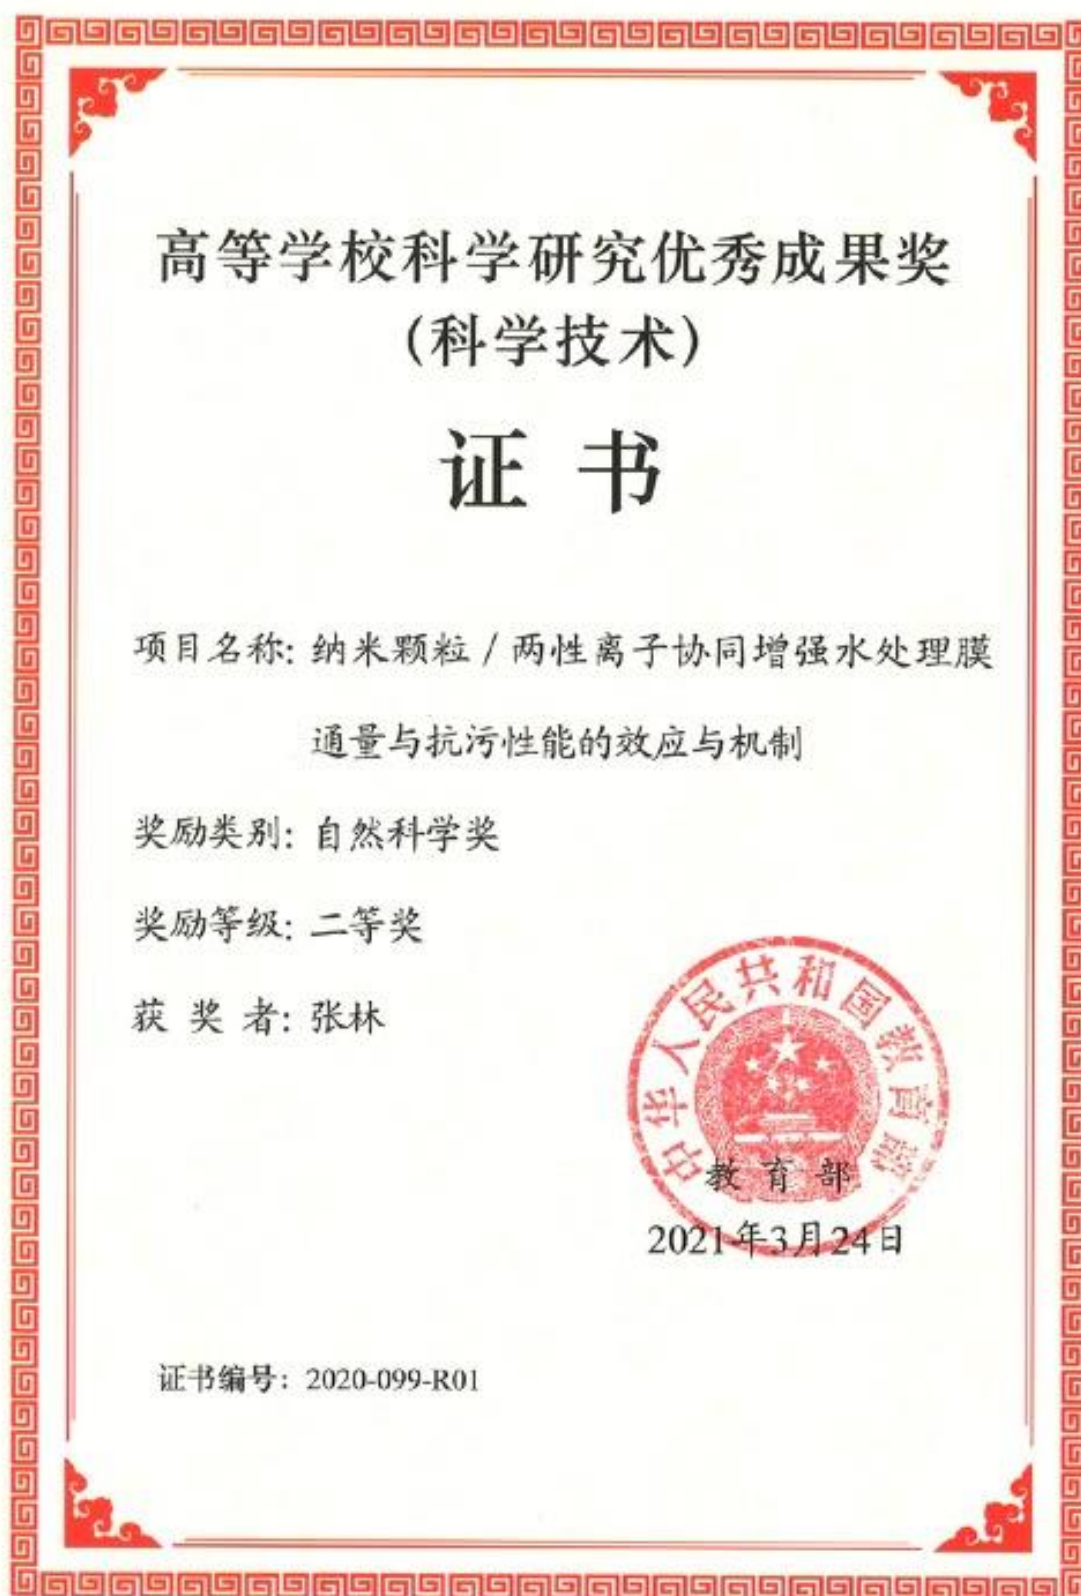 高等学校科学研究优秀成果奖
(科学技术)
证 书
项目名称: 纳米颗粒 / 两性离子协同增强水处理膜
通量与抗污性能的效应与机制
奖励类别: 自然科学奖
奖励等级: 二等奖
获 奖 者: 张林
中华人民共和国教育部
教 育 部
2021年3月24日
证书编号: 2020-099-R01